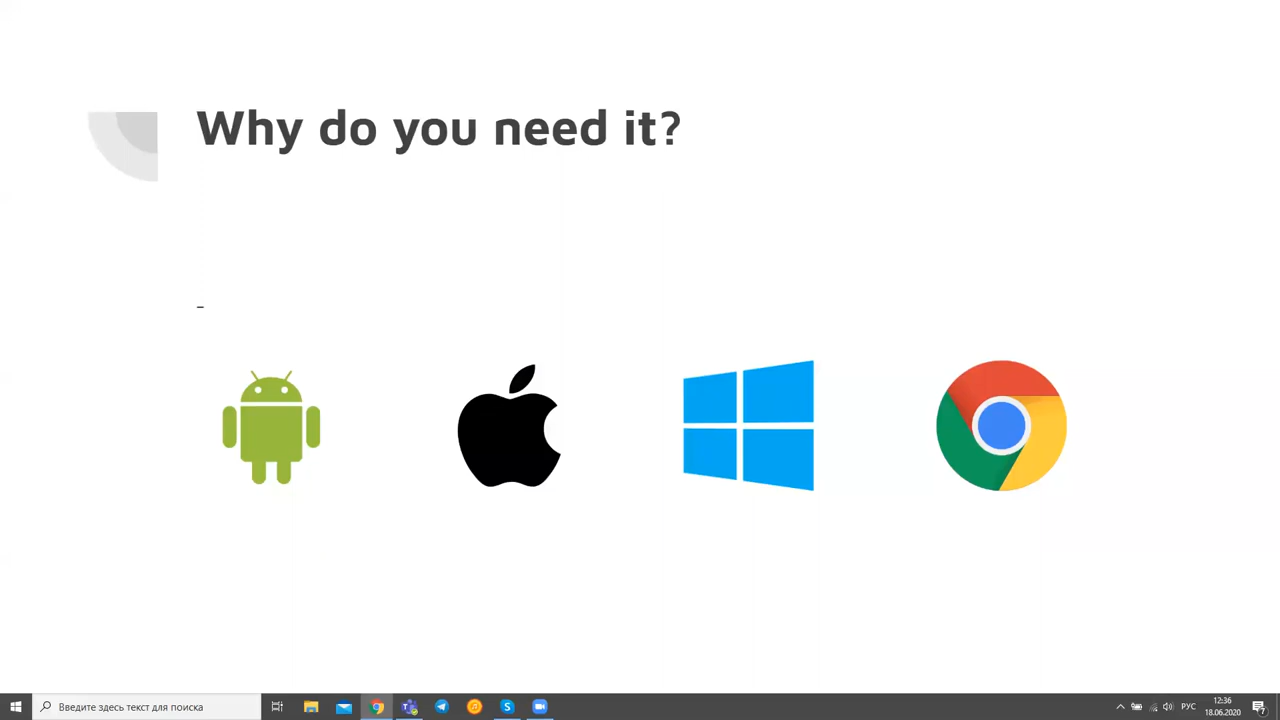 Why do you need it?
-
Введите здесь текст для поиска
РУС
12:36
18.06.2020